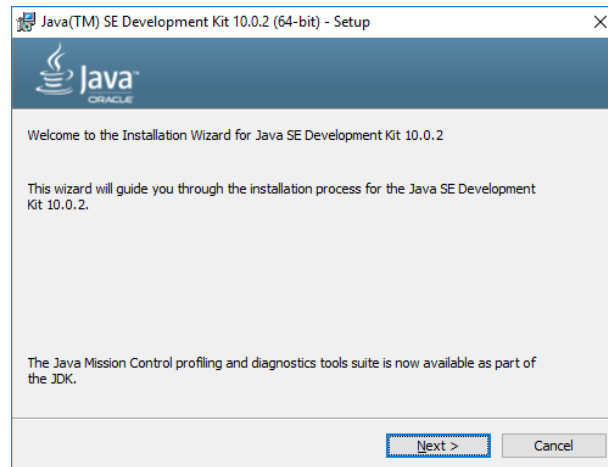 Java(TM) SE Development Kit 10.0.2 (64-bit) - Setup
Java™
ORACLE
Welcome to the Installation Wizard for Java SE Development Kit 10.0.2
This wizard will guide you through the installation process for the Java SE Development
Kit 10.0.2.
The Java Mission Control profiling and diagnostics tools suite is now available as part of
the JDK.
Next >
Cancel